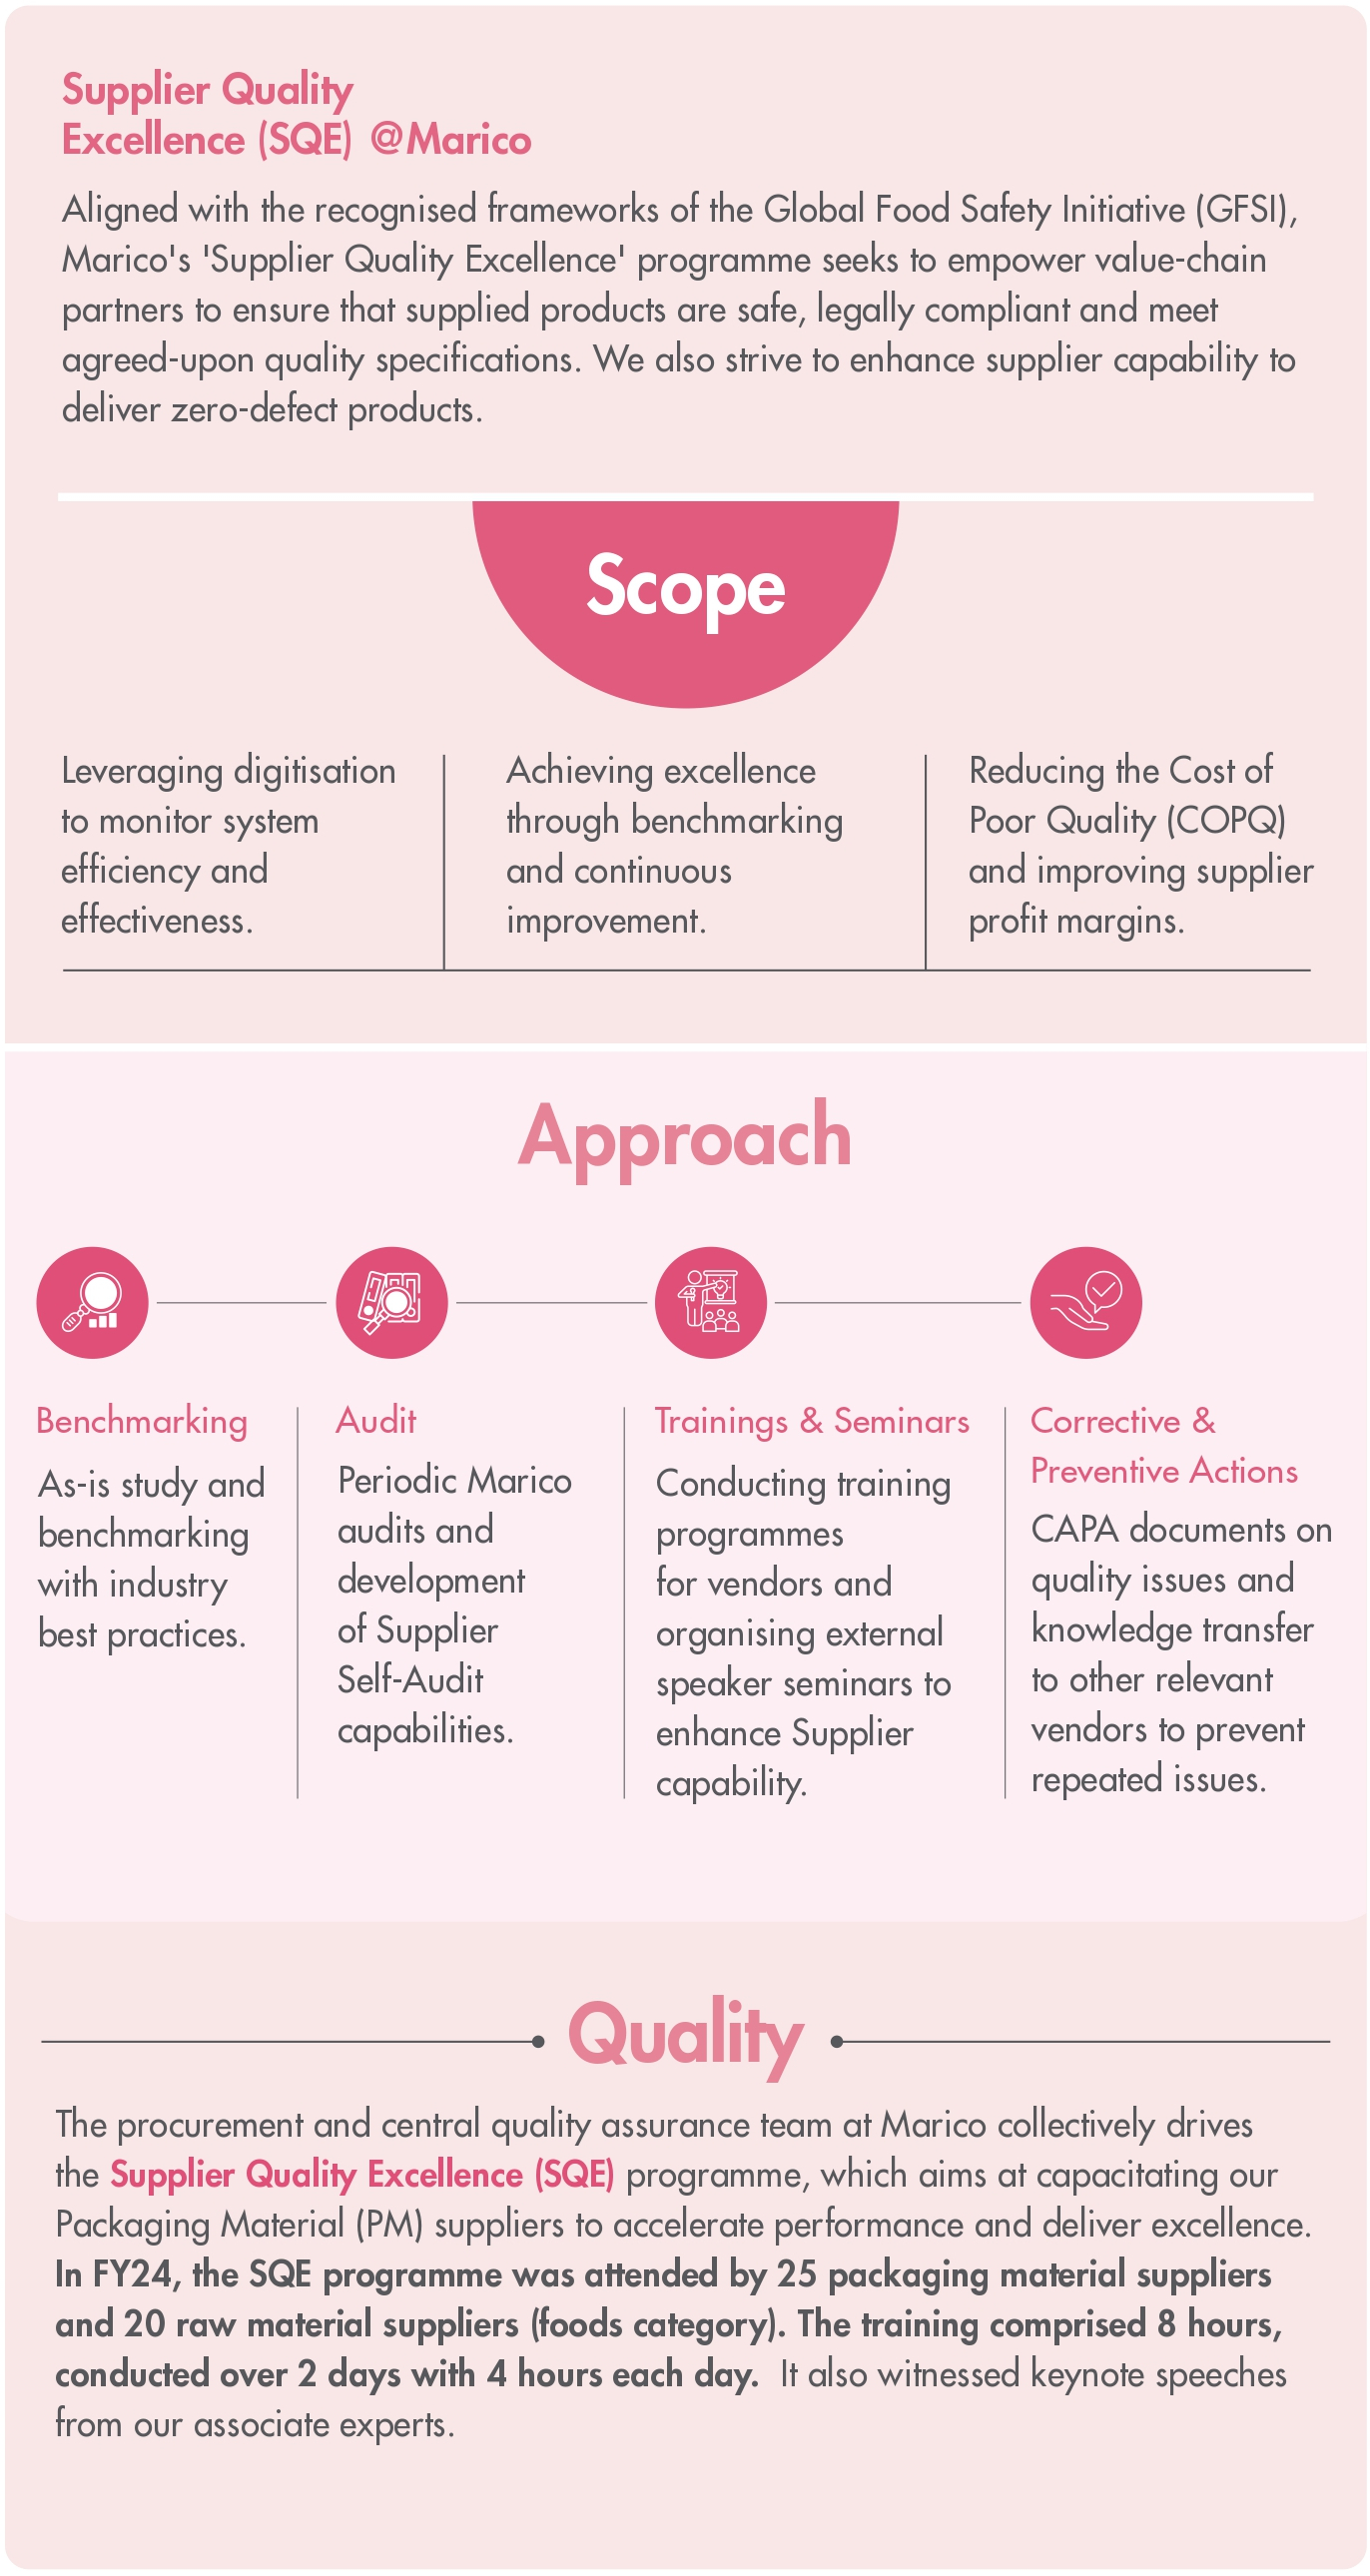 Supplier Quality
Excellence (SQE) @Marico
Aligned with the recognised frameworks of the Global Food Safety Initiative (GFSI),
Marico's 'Supplier Quality Excellence' programme seeks to empower value-chain
partners to ensure that supplied products are safe, legally compliant and meet
agreed-upon quality specifications. We also strive to enhance supplier capability to
deliver zero-defect products.
Scope
Leveraging digitisation
to monitor system
efficiency and
effectiveness.
Achieving excellence
through benchmarking
and continuous
improvement.
Reducing the Cost of
Poor Quality (COPQ)
and improving supplier
profit margins.
Approach
Benchmarking
As-is study and
benchmarking
with industry
best practices.
Audit
Periodic Marico
audits and
development
of Supplier
Self-Audit
capabilities.
Trainings & Seminars
Conducting training
programmes
for vendors and
organising external
speaker seminars to
enhance Supplier
capability.
Corrective &
Preventive Actions
CAPA documents on
quality issues and
knowledge transfer
to other relevant
vendors to prevent
repeated issues.
Quality
The procurement and central quality assurance team at Marico collectively drives
the Supplier Quality Excellence (SQE) programme, which aims at capacitating our
Packaging Material (PM) suppliers to accelerate performance and deliver excellence.
In FY24, the SQE programme was attended by 25 packaging material suppliers
and 20 raw material suppliers (foods category). The training comprised 8 hours,
conducted over 2 days with 4 hours each day. It also witnessed keynote speeches
from our associate experts.